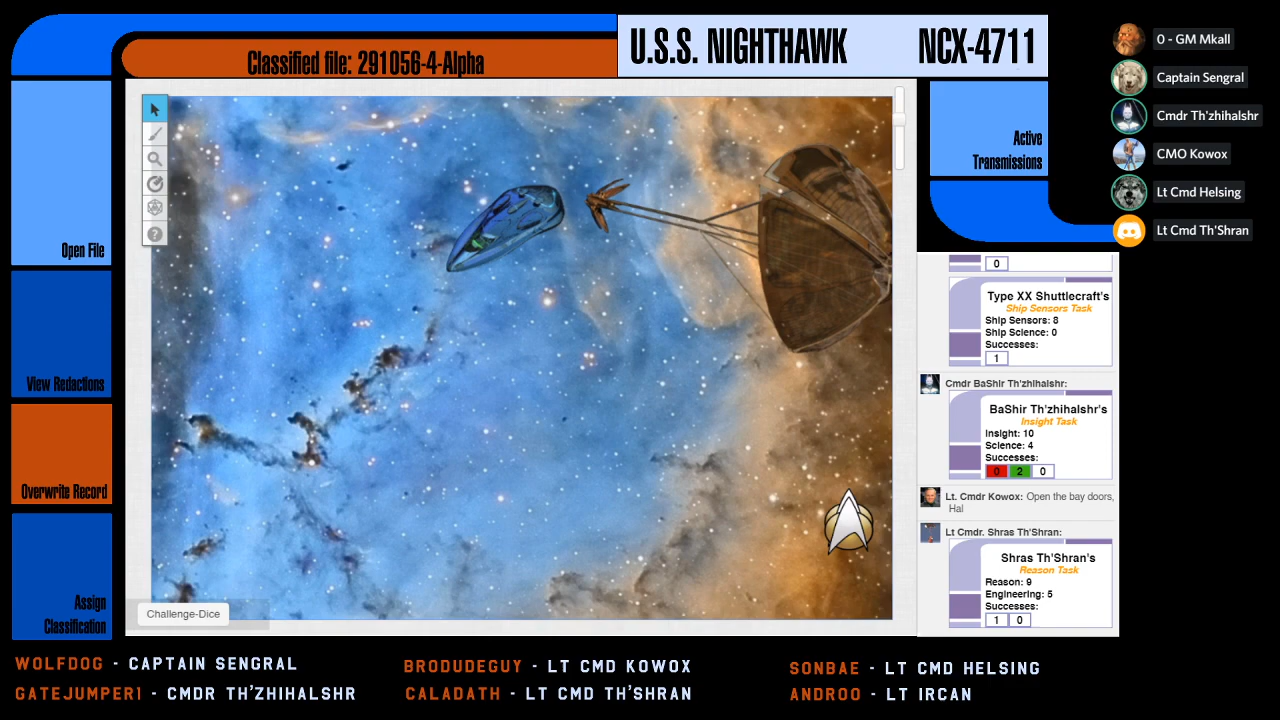 Classified file: 291056-4-Alpha
U.S.S. NIGHTHAWK NCX-4711
Open File
View Redactions
Overwrite Record
Assign
Classification
Active
Transmissions
0 - GM Mkall
Captain Sengral
Cmdr Th'zhihalshr
CMO Kowox
Lt Cmd Helsing
Lt Cmd Th'Shran
0
Type XX Shuttlecraft's
Ship Sensors Task
Ship Sensors: 8
Ship Science: 0
Successes:
1
Cmdr BaShir Th'zhihalshr:
BaShir Th'zhihalshr's
Insight Task
Insight: 10
Science: 4
Successes:
0 2 0
Lt. Cmdr Kowox: Open the bay doors,
Hal
Lt Cmdr. Shras Th'Shran:
Shras Th'Shran's
Reason Task
Reason: 9
Engineering: 5
Successes:
1 0
Challenge-Dice
WOLFDOG - CAPTAIN SENGRAL
GATEJUMPER1 - CMDR TH'ZHIHALSHR
BRODUDEGUY - LT CMD KOWOX
CALADATH - LT CMD TH'SHRAN
SONBAE - LT CMD HELSING
ANDROO - LT IRCAN